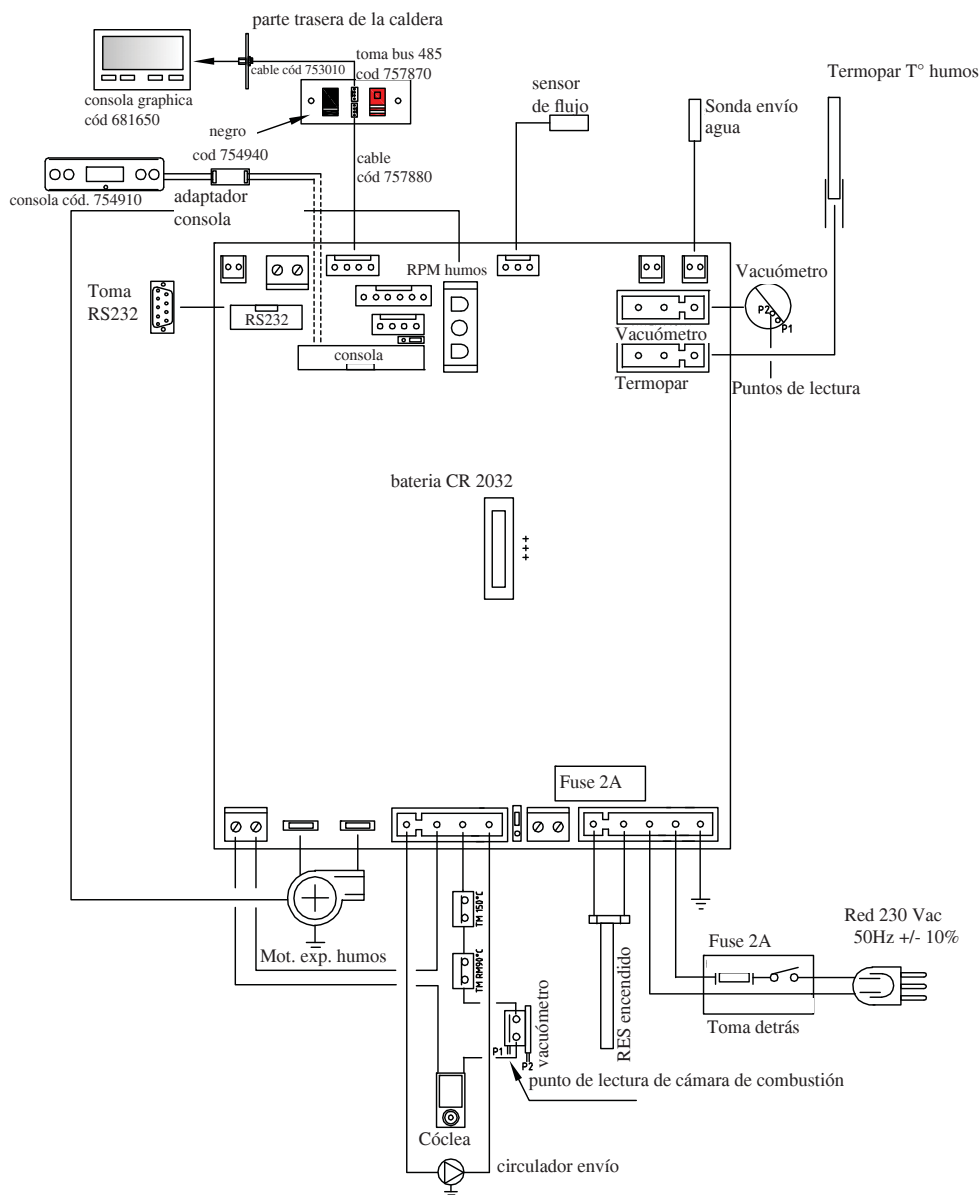 parte trasera de la caldera
toma bus 485
cod 757870
cable cód 753010
consola graphica
cód 681650
negro
cod 754940
cable
cód 757880
consola cód. 754910
adaptador
consola
sensor
de flujo
Sonda envío
agua
Termopar T° humos
Toma
RS232
RS232
RPM humos
consola
Vacuómetro
P2
P1
Vacuómetro
Termopar
Puntos de lectura
bateria CR 2032
+++
Fuse 2A
TM 150°C
TM RM90°C
Mot. exp. humos
vacuómetro
P1
P2
RES encendido
Fuse 2A
Toma detrás
Red 230 Vac
50Hz +/- 10%
punto de lectura de cámara de combustión
Cóclea
circulador envío